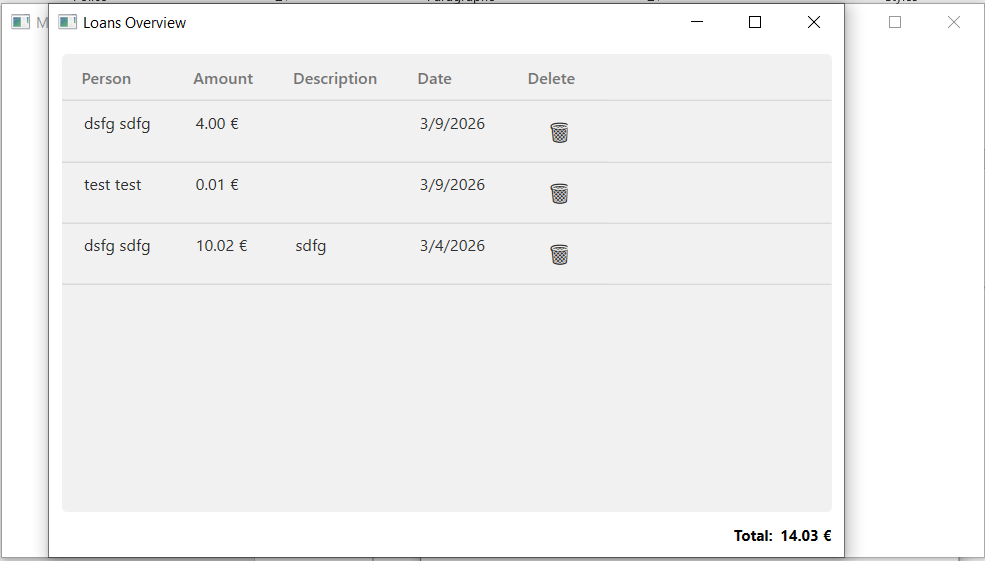 M
Loans Overview
Person Amount Description Date Delete
dsfg sdfg 4.00 € 3/9/2026
test test 0.01 € 3/9/2026
dsfg sdfg 10.02 € sdfg 3/4/2026
Total: 14.03 €